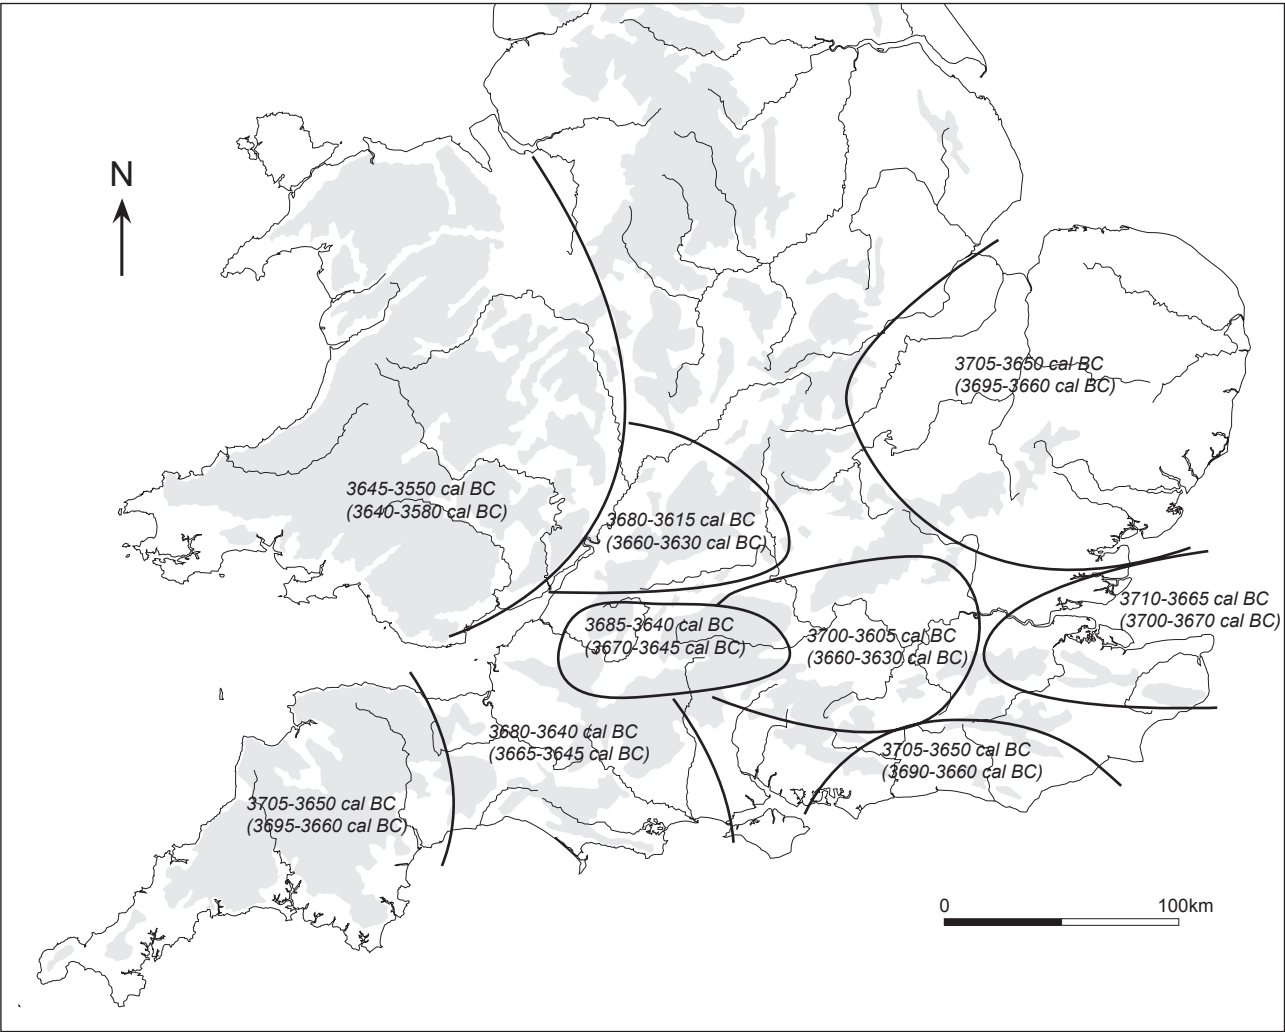 N
3705-3650 cal BC
(3695-3660 cal BC)
3645-3550 cal BC
(3640-3580 cal BC)
3680-3615 cal BC
(3660-3630 cal BC)
3710-3665 cal BC
(3700-3670 cal BC)
3685-3640 cal BC
(3670-3645 cal BC)
3700-3605 cal BC
(3660-3630 cal BC)
3680-3640 cal BC
(3665-3645 cal BC)
3705-3650 cal BC
(3690-3660 cal BC)
3705-3650 cal BC
(3695-3660 cal BC)
0 100km